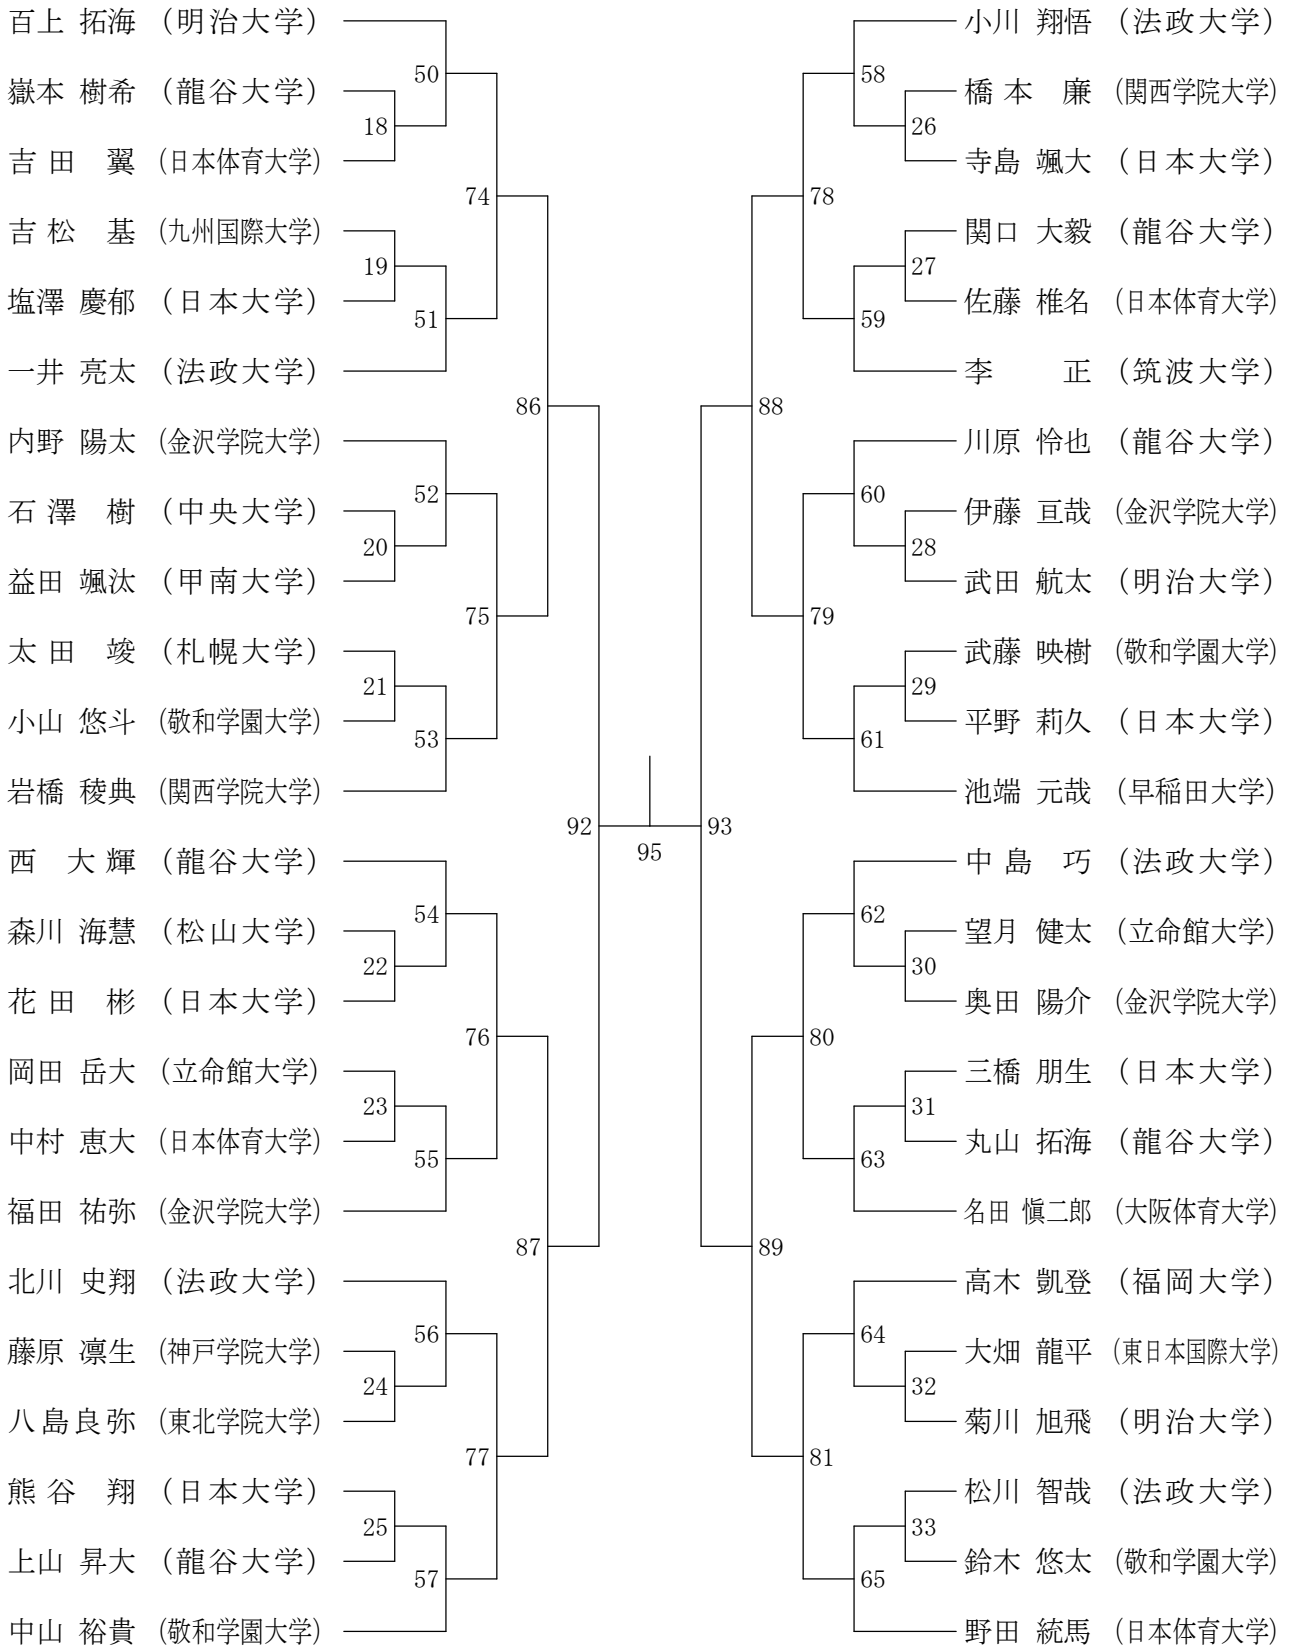 百上 拓海 (明治大学)
50
嶽本 樹希 (龍谷大学)
18
吉田 翼 (日本体育大学)
74
吉松 基 (九州国際大学)
19
塩澤 慶郁 (日本大学)
51
一井 亮太 (法政大学)
86
内野 陽太 (金沢学院大学)
52
石澤 樹 (中央大学)
20
益田 颯汰 (甲南大学)
75
太田 竣 (札幌大学)
21
小山 悠斗 (敬和学園大学)
53
岩橋 稜典 (関西学院大学)
92
西 大輝 (龍谷大学)
54
森川 海慧 (松山大学)
22
花田 彬 (日本大学)
76
岡田 岳大 (立命館大学)
23
中村 恵大 (日本体育大学)
55
福田 祐弥 (金沢学院大学)
87
北川 史翔 (法政大学)
56
藤原 凛生 (神戸学院大学)
24
八島良弥 (東北学院大学)
77
熊谷 翔 (日本大学)
25
上山 昇大 (龍谷大学)
57
中山 裕貴 (敬和学園大学)
95
小川 翔悟 (法政大学)
58
橋本 廉 (関西学院大学)
26
寺島 颯大 (日本大学)
78
関口 大毅 (龍谷大学)
27
佐藤 椎名 (日本体育大学)
59
李 正 (筑波大学)
88
川原 怜也 (龍谷大学)
60
伊藤 亘哉 (金沢学院大学)
28
武田 航太 (明治大学)
79
武藤 映樹 (敬和学園大学)
29
平野 莉久 (日本大学)
61
池端 元哉 (早稲田大学)
93
中島 巧 (法政大学)
62
望月 健太 (立命館大学)
30
奥田 陽介 (金沢学院大学)
80
三橋 朋生 (日本大学)
31
丸山 拓海 (龍谷大学)
63
名田 愼二郎 (大阪体育大学)
89
高木 凱登 (福岡大学)
64
大畑 龍平 (東日本国際大学)
32
菊川 旭飛 (明治大学)
81
松川 智哉 (法政大学)
33
鈴木 悠太 (敬和学園大学)
65
野田 統馬 (日本体育大学)